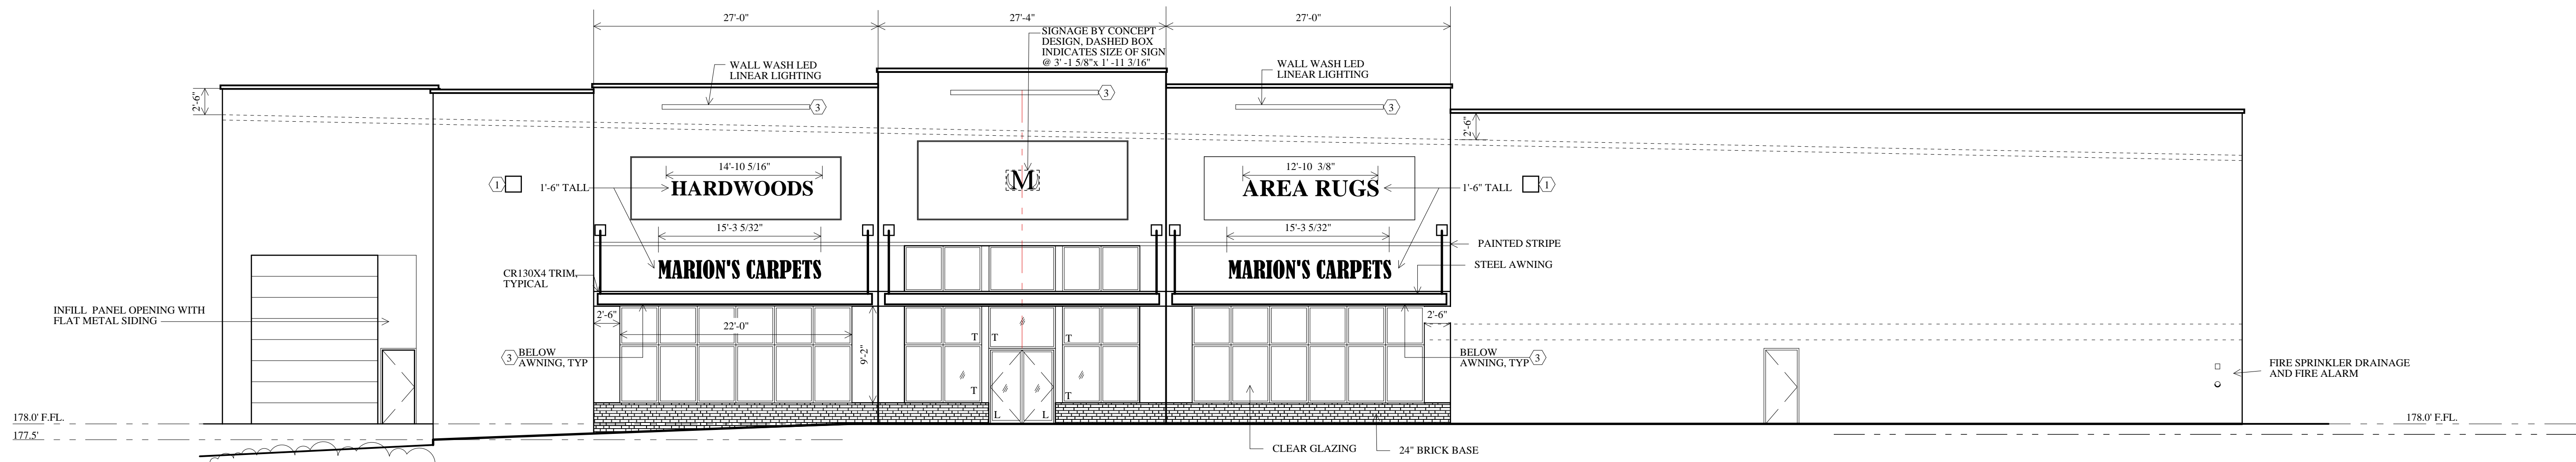 27'-0"
27'-4"
27'-0"
SIGNAGE BY CONCEPT
DESIGN, DASHED BOX
INDICATES SIZE OF SIGN
@ 3' -1 5/8"x 1' -11 3/16"
WALL WASH LED
LINEAR LIGHTING
WALL WASH LED
LINEAR LIGHTING
2'-6"
3
3
3
2'-6"
14'-10 5/16"
12'-10 3/8"
1
1'-6" TALL
HARDWOODS
M
AREA RUGS
1'-6" TALL
1
15'-3 5/32"
15'-3 5/32"
PAINTED STRIPE
MARION'S CARPETS
MARION'S CARPETS
STEEL AWNING
CR130X4 TRIM,
TYPICAL
INFILL PANEL OPENING WITH
FLAT METAL SIDING
2'-6"
22'-0"
9'-2"
T
T
T
T
T
L
L
2'-6"
3
BELOW
AWNING, TYP
BELOW
AWNING, TYP
3
FIRE SPRINKLER DRAINAGE
AND FIRE ALARM
178.0' F.FL.
178.0' F.FL.
177.5'
CLEAR GLAZING
24" BRICK BASE